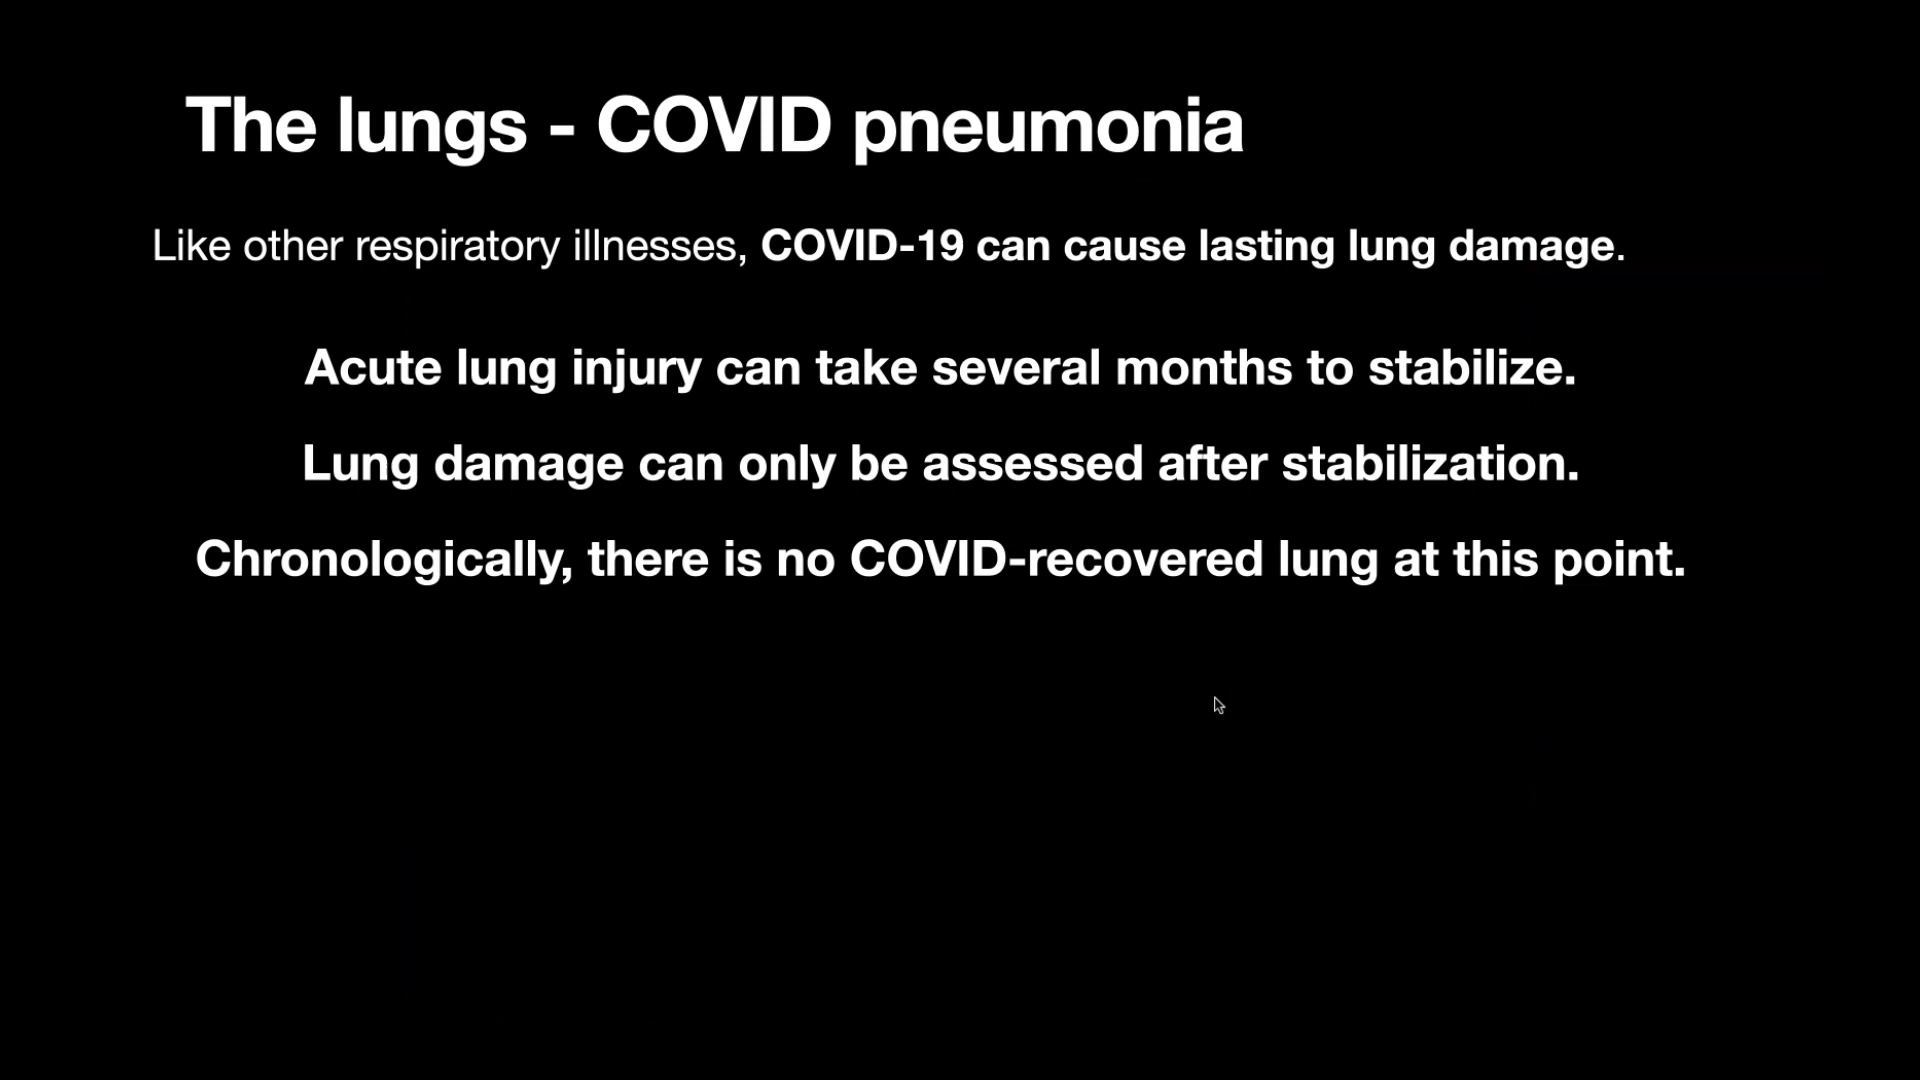 The lungs - COVID pneumonia
Like other respiratory illnesses, COVID-19 can cause lasting lung damage.
Acute lung injury can take several months to stabilize.
Lung damage can only be assessed after stabilization.
Chronologically, there is no COVID-recovered lung at this point.